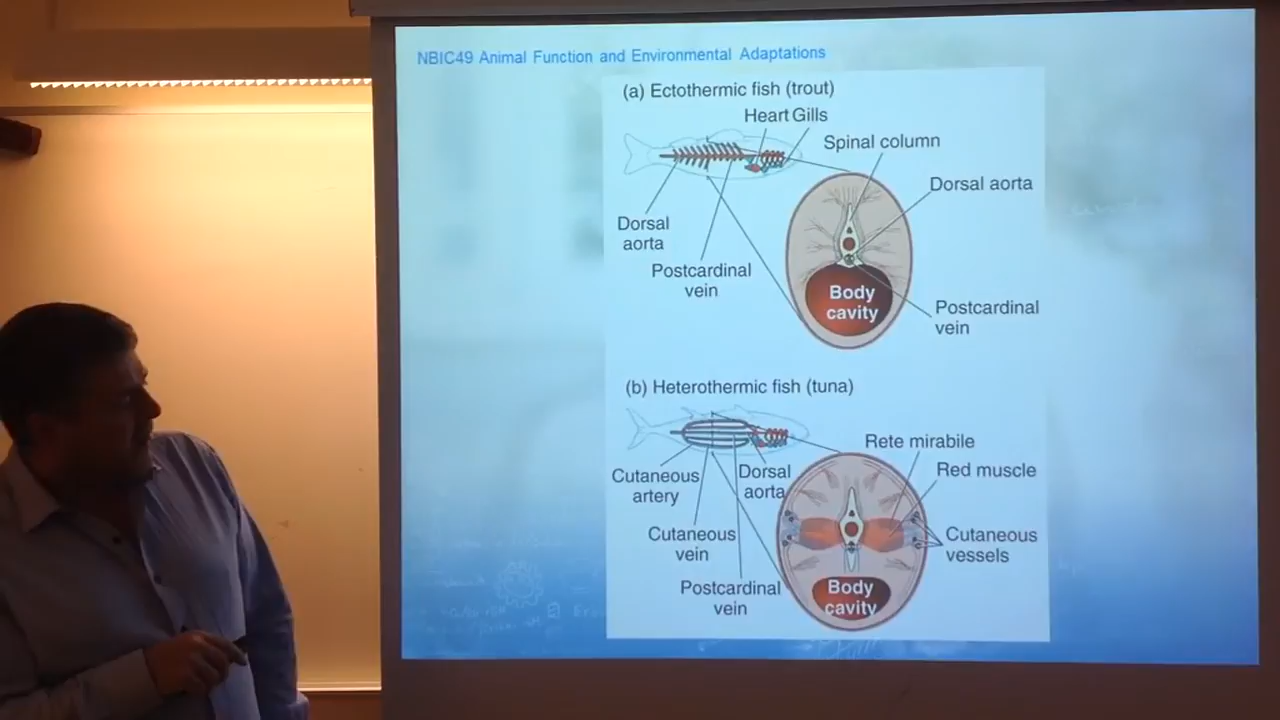 NBIC49 Animal Function and Environmental Adaptations
(a) Ectothermic fish (trout)
Heart Gills
Spinal column
Dorsal aorta
Dorsal
aorta
Postcardinal
vein
Body
cavity
Postcardinal
vein
(b) Heterothermic fish (tuna)
Rete mirabile
Red muscle
Cutaneous
artery
Dorsal
aorta
Cutaneous
vein
Cutaneous
vessels
Postcardinal
vein
Body
cavity